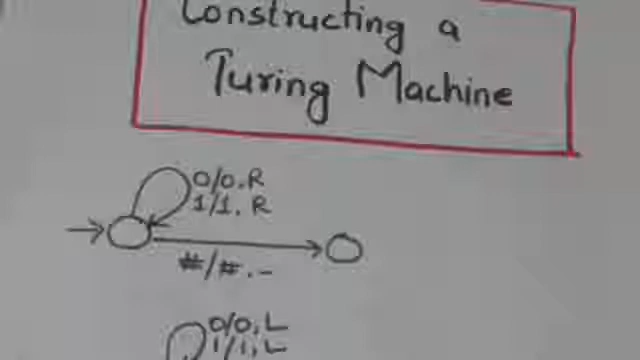 Constructing a
Turing Machine
0/0.R
1/1. R
#/#.-
0/0,L
1/1,L